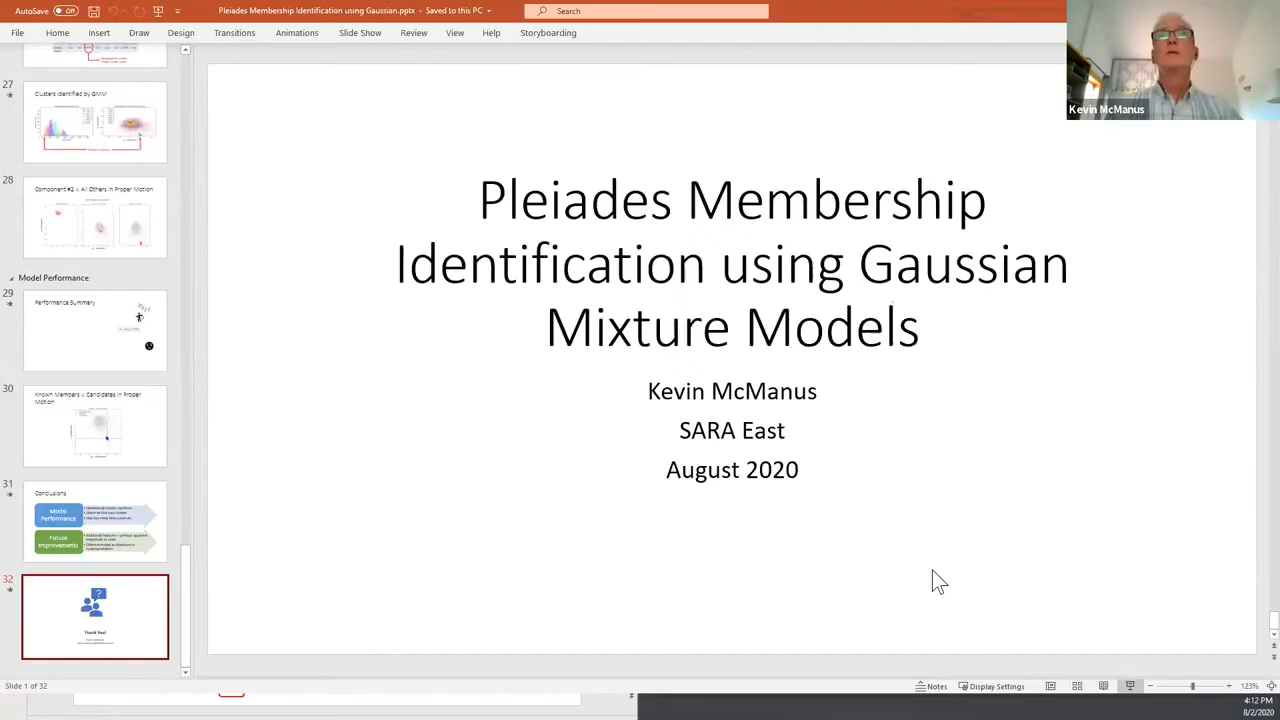 AutoSave Off
Pleiades Membership Identification using Gaussian.pptx - Saved to this PC
Search
File Home Insert Draw Design Transitions Animations Slide Show Review View Help Storyboarding
Kevin McManus
27
Clusters Identified by GMM
28
Component #2 v. All Others in Proper Motion
Model Performance
29
Performance Summary
30
Known Members v. Candidates in Proper
Motion
31
Conclusions
Model
Performance
Future
Improvements
32
Thank You!
Pleiades Membership
Identification using Gaussian
Mixture Models
Kevin McManus
SARA East
August 2020
Slide 1 of 32
Notes
Display Settings
123%
4:12 PM
8/2/2020